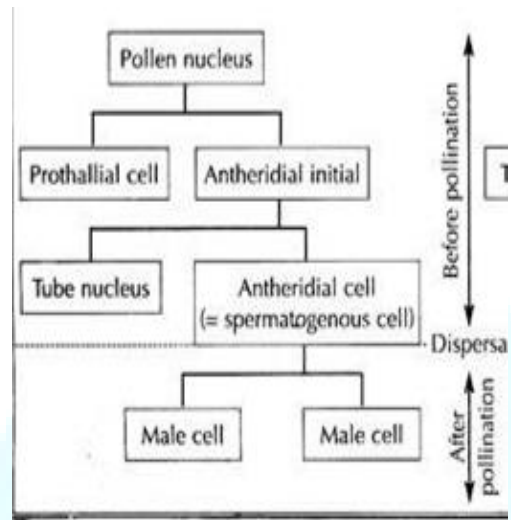 Pollen nucleus
Prothallial cell
Antheridial initial
Tube nucleus
Antheridial cell
(= spermatogenous cell)
Male cell
Male cell
Before pollination
Dispersa
After
pollination
T